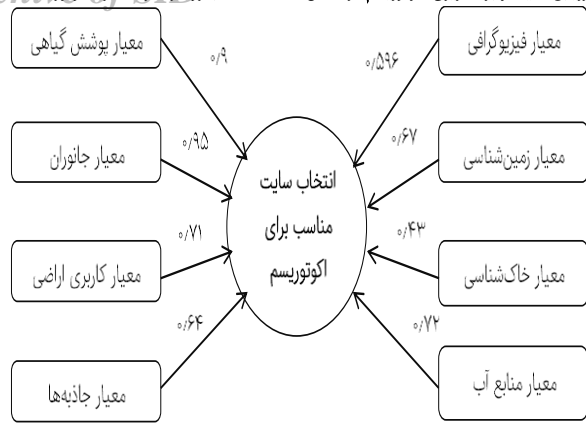 معیار پوشش گیاهی
معیار فیزیوگرافی
۰/۹
۰/۵۹۶
معیار جانوران
۰/۹۵
۰/۶۷
معیار زمین‌شناسی
انتخاب سایت
مناسب برای
اکوتوریسم
معیار کاربری اراضی
۰/۷۱
۰/۴۳
معیار خاک‌شناسی
معیار جاذبه‌ها
۰/۶۴
۰/۷۲
معیار منابع آب